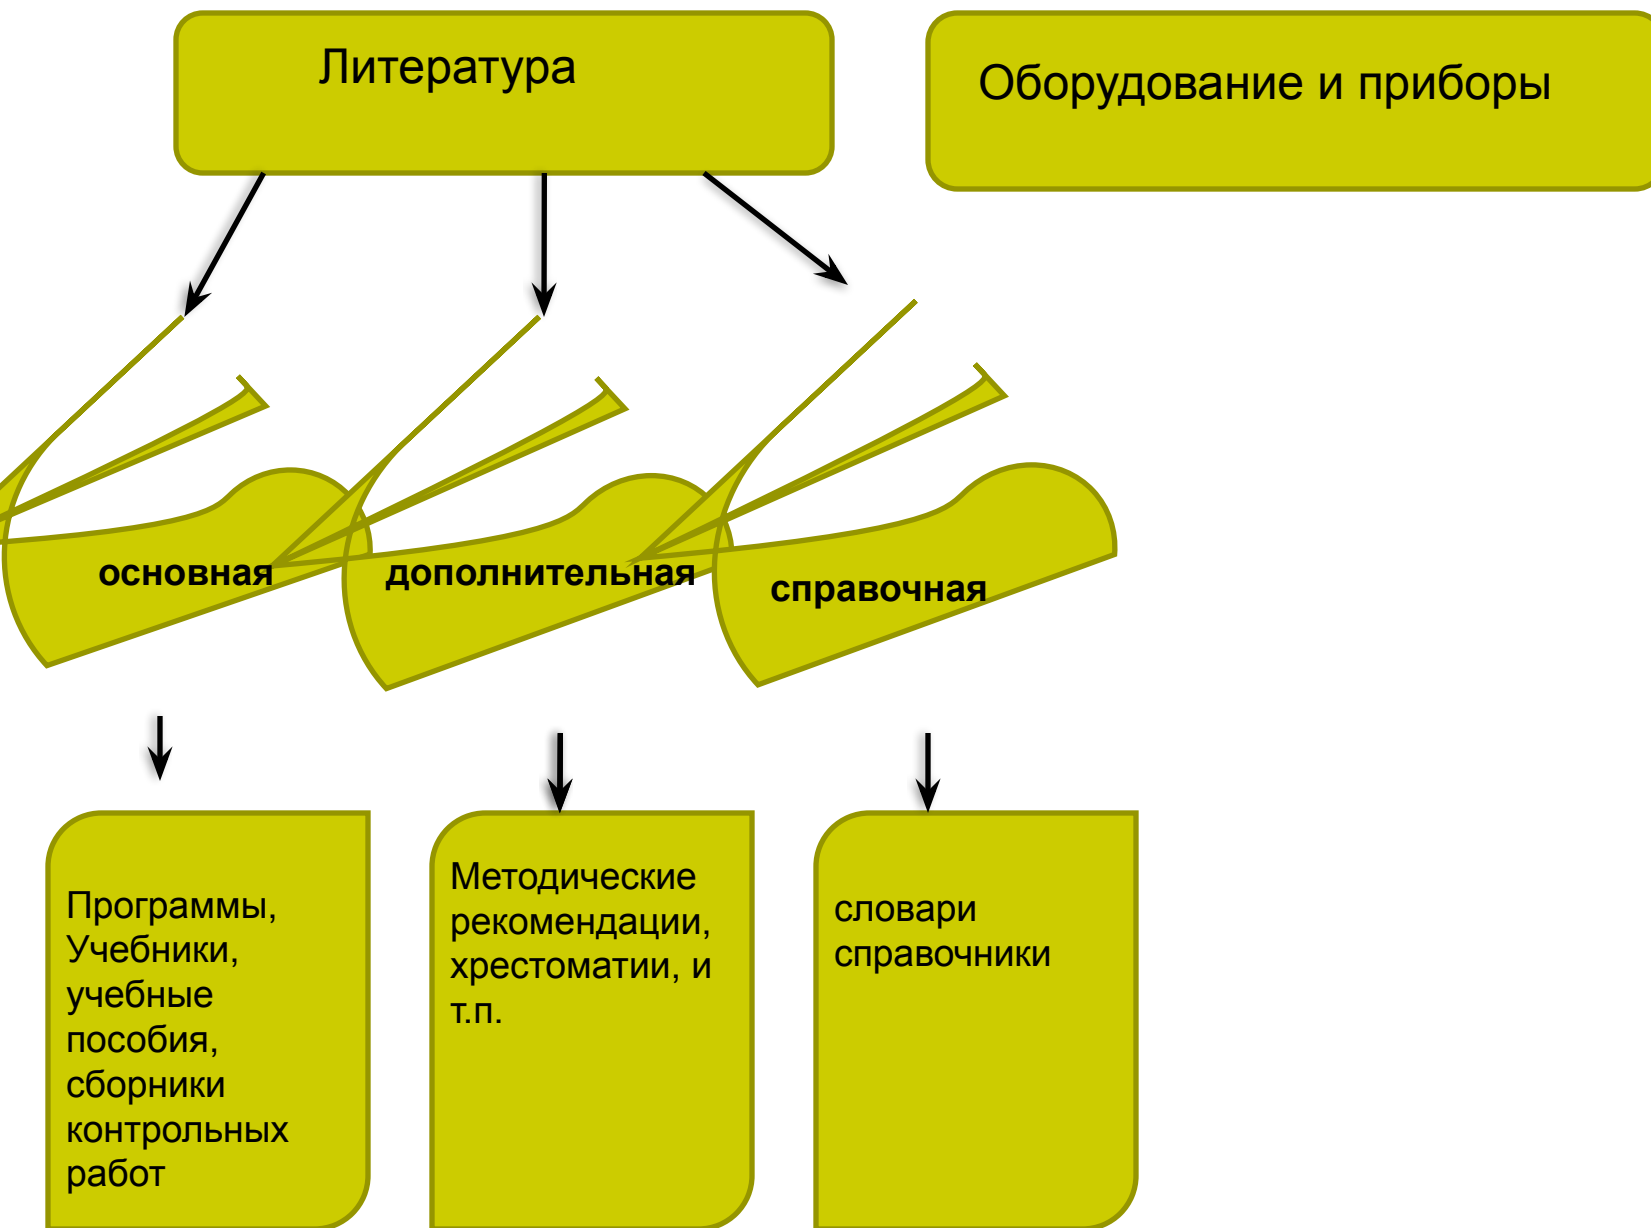 Литература
Оборудование и приборы
основная
дополнительная
справочная
Программы,
Учебники,
учебные
пособия,
сборники
контрольных
работ
Методические
рекомендации,
хрестоматии, и
т.п.
словари
справочники